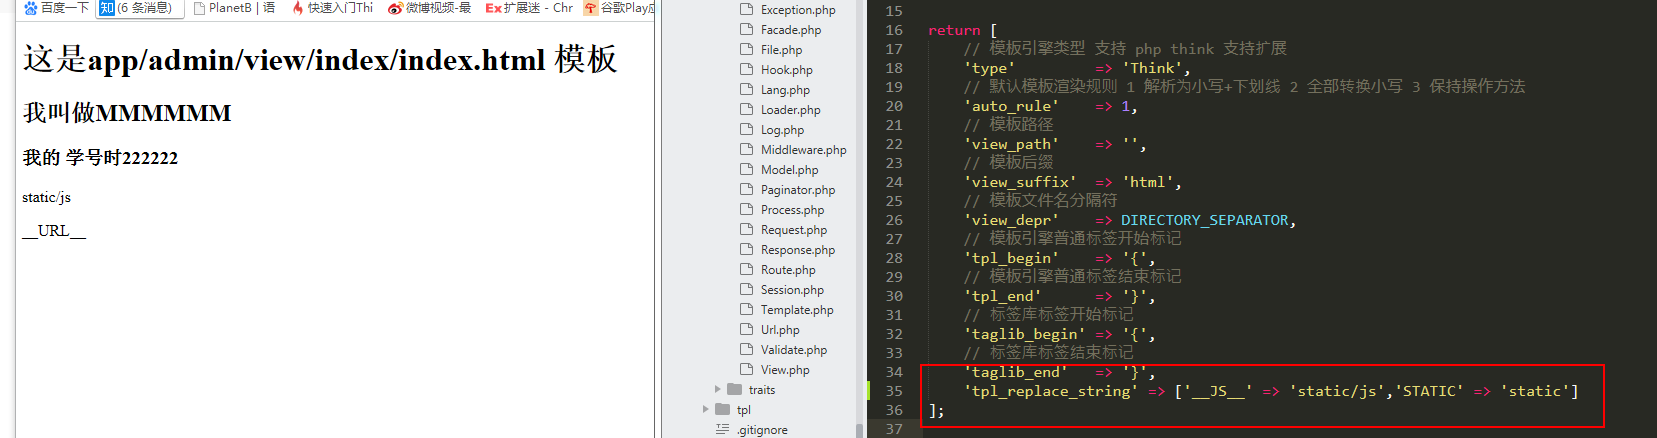 百度一下 知 (6 条消息) PlanetB | 语 快速入门Thi 微博视频-最 Ex 扩展迷 - Chr 谷歌Play应
这是app/admin/view/index/index.html 模板
我叫做MMMMMM
我的 学号时222222
static/js
__URL__
Exception.php
Facade.php
File.php
Hook.php
Lang.php
Loader.php
Log.php
Middleware.php
Model.php
Paginator.php
Process.php
Request.php
Response.php
Route.php
Session.php
Template.php
Url.php
Validate.php
View.php
traits
tpl
.gitignore
15
16 return [
17 // 模板引擎类型 支持 php think 支持扩展
18 'type' => 'Think',
19 // 默认模板渲染规则 1 解析为小写+下划线 2 全部转换小写 3 保持操作方法
20 'auto_rule' => 1,
21 // 模板路径
22 'view_path' => '',
23 // 模板后缀
24 'view_suffix' => 'html',
25 // 模板文件名分隔符
26 'view_depr' => DIRECTORY_SEPARATOR,
27 // 模板引擎普通标签开始标记
28 'tpl_begin' => '{',
29 // 模板引擎普通标签结束标记
30 'tpl_end' => '}',
31 // 标签库标签开始标记
32 'taglib_begin' => '{',
33 // 标签库标签结束标记
34 'taglib_end' => '}',
35 'tpl_replace_string' => ['__JS__' => 'static/js','STATIC' => 'static']
36 ];
37